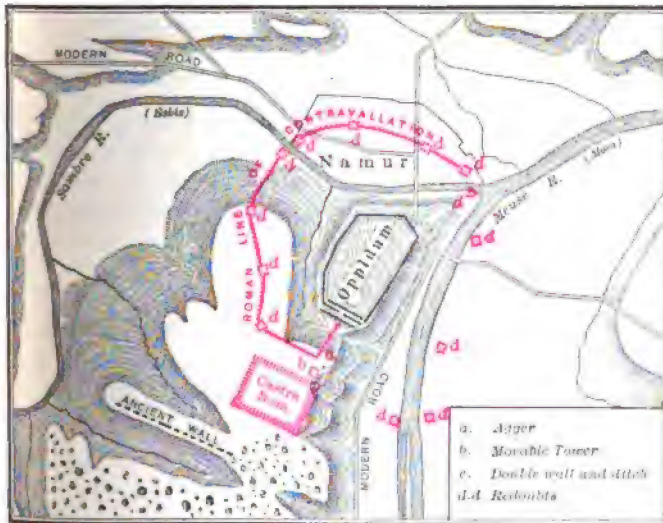 MODERN ROAD
Sambre R.
(Sabis)
ROMAN LINE OF CONTRAVALLATION
d
d
d
d
d
d
Namur
Meuse R.
(Mosa)
a
d
d
Oppidum
d
d
b
Castra Rom.
ANCIENT WALL
MODERN ROAD
d
d
d
a. Agger
b. Movable Tower
c. Double wall and ditch
d.d. Redoubts